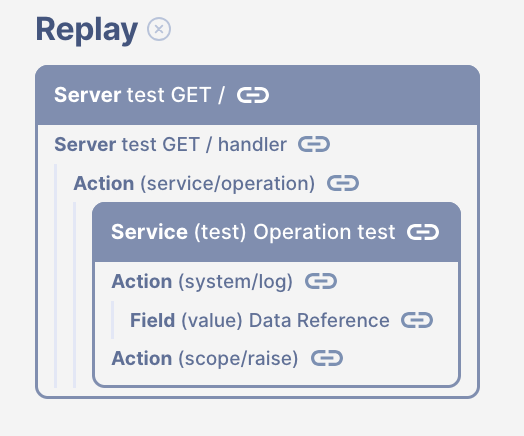 Replay
Server test GET /
Server test GET / handler
Action (service/operation)
Service (test) Operation test
Action (system/log)
Field (value) Data Reference
Action (scope/raise)